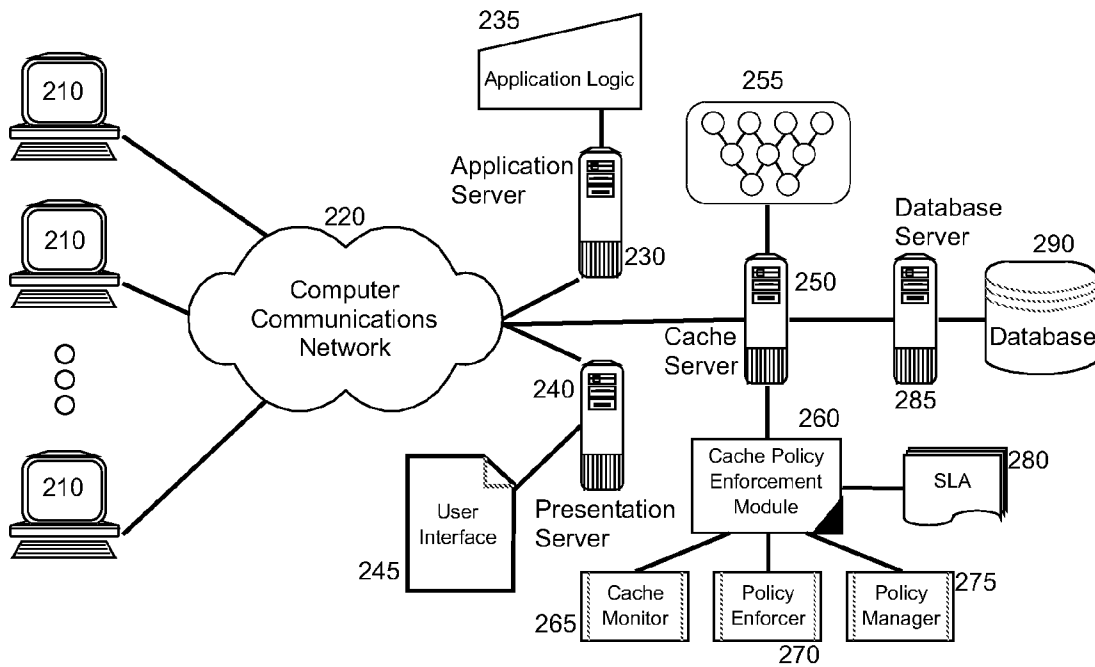 235
Application Logic
210
255
Application
Server
220
210
230
Database
Server
290
Computer
Communications
Network
250
Cache
Server
Database
285
240
260
210
Cache Policy
Enforcement
Module
280
SLA
User
Interface
Presentation
Server
245
265
Cache
Monitor
Policy
Enforcer
270
Policy
Manager
275